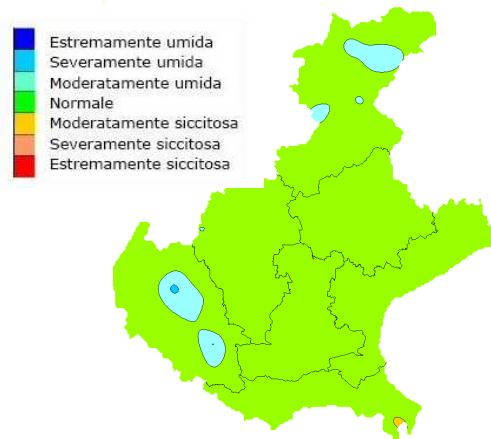 Estremamente umida
Severamente umida
Moderatamente umida
Normale
Moderatamente siccitosa
Severamente siccitosa
Estremamente siccitosa